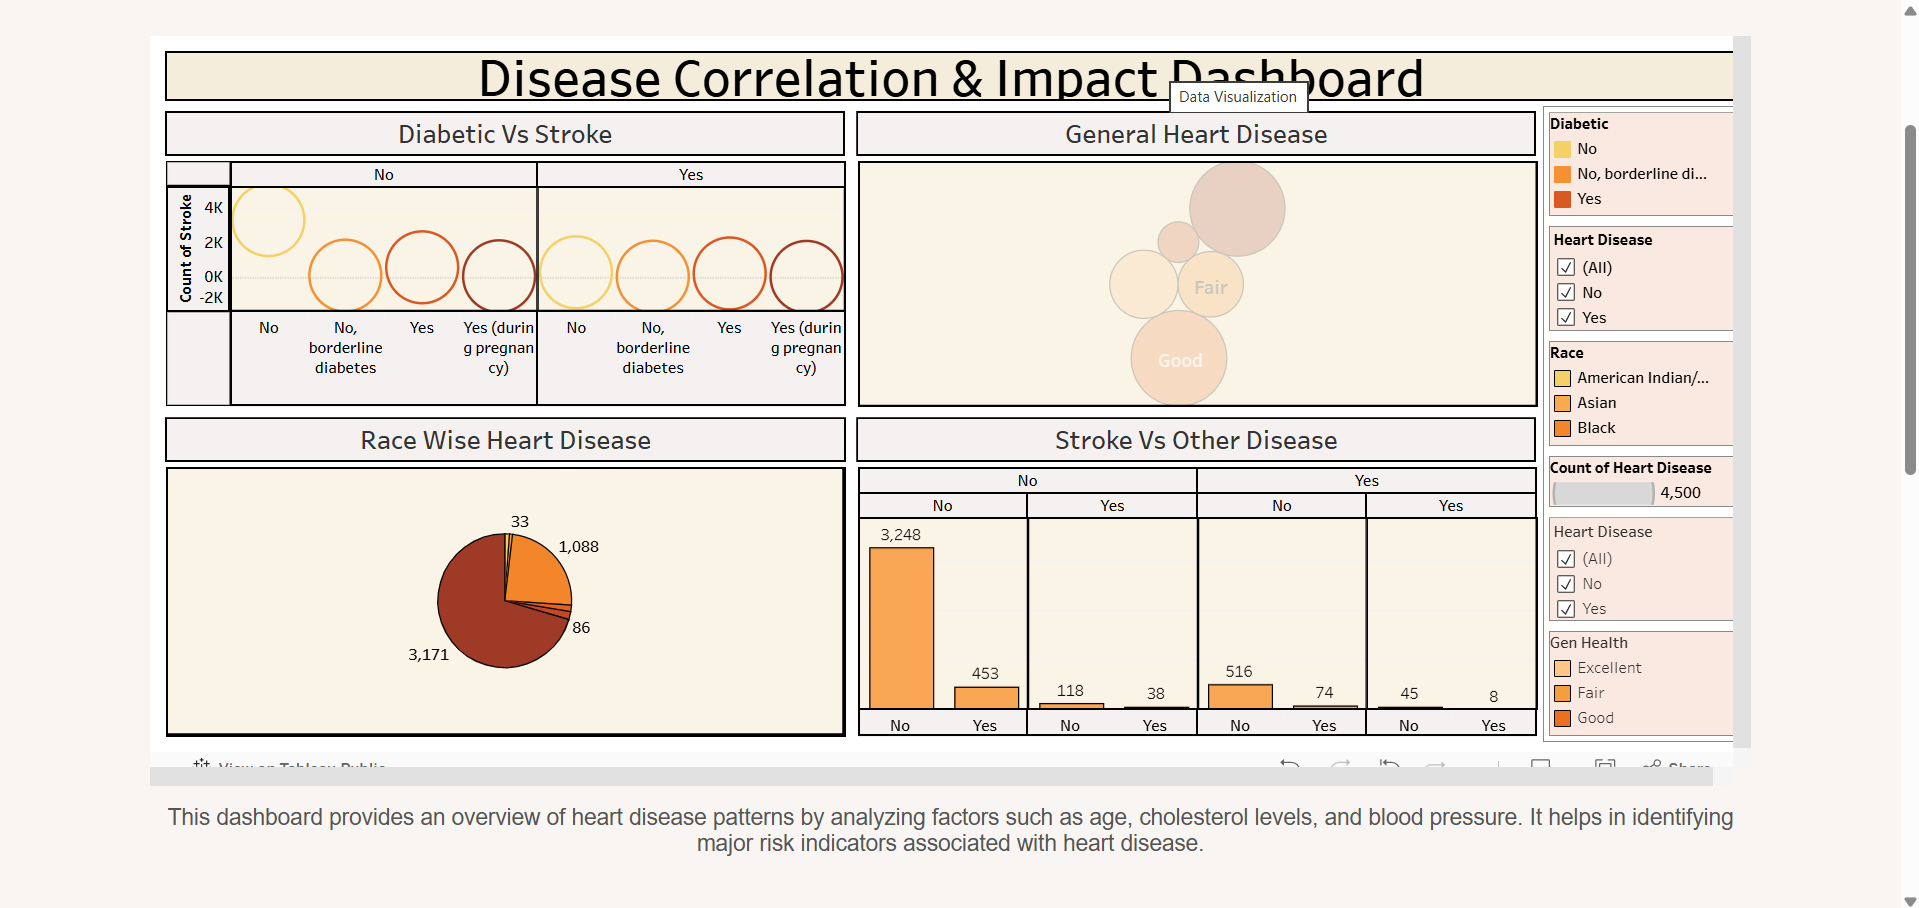 Disease Correlation & Impact Dashboard
Data Visualization
Diabetic Vs Stroke
No Yes
Count of Stroke
4K
2K
0K
-2K
No No, borderline diabetes Yes Yes (during pregnancy) No No, borderline diabetes Yes Yes (during pregnancy)
General Heart Disease
Fair
Good
Race Wise Heart Disease
33
1,088
86
3,171
Stroke Vs Other Disease
No Yes
No Yes No Yes
3,248 453 118 38 516 74 45 8
No Yes No Yes No Yes No Yes
Diabetic
No
No, borderline di...
Yes
Heart Disease
(All)
No
Yes
Race
American Indian/...
Asian
Black
Count of Heart Disease
4,500
Heart Disease
(All)
No
Yes
Gen Health
Excellent
Fair
Good
View on Tableau Public
Share
This dashboard provides an overview of heart disease patterns by analyzing factors such as age, cholesterol levels, and blood pressure. It helps in identifying
major risk indicators associated with heart disease.